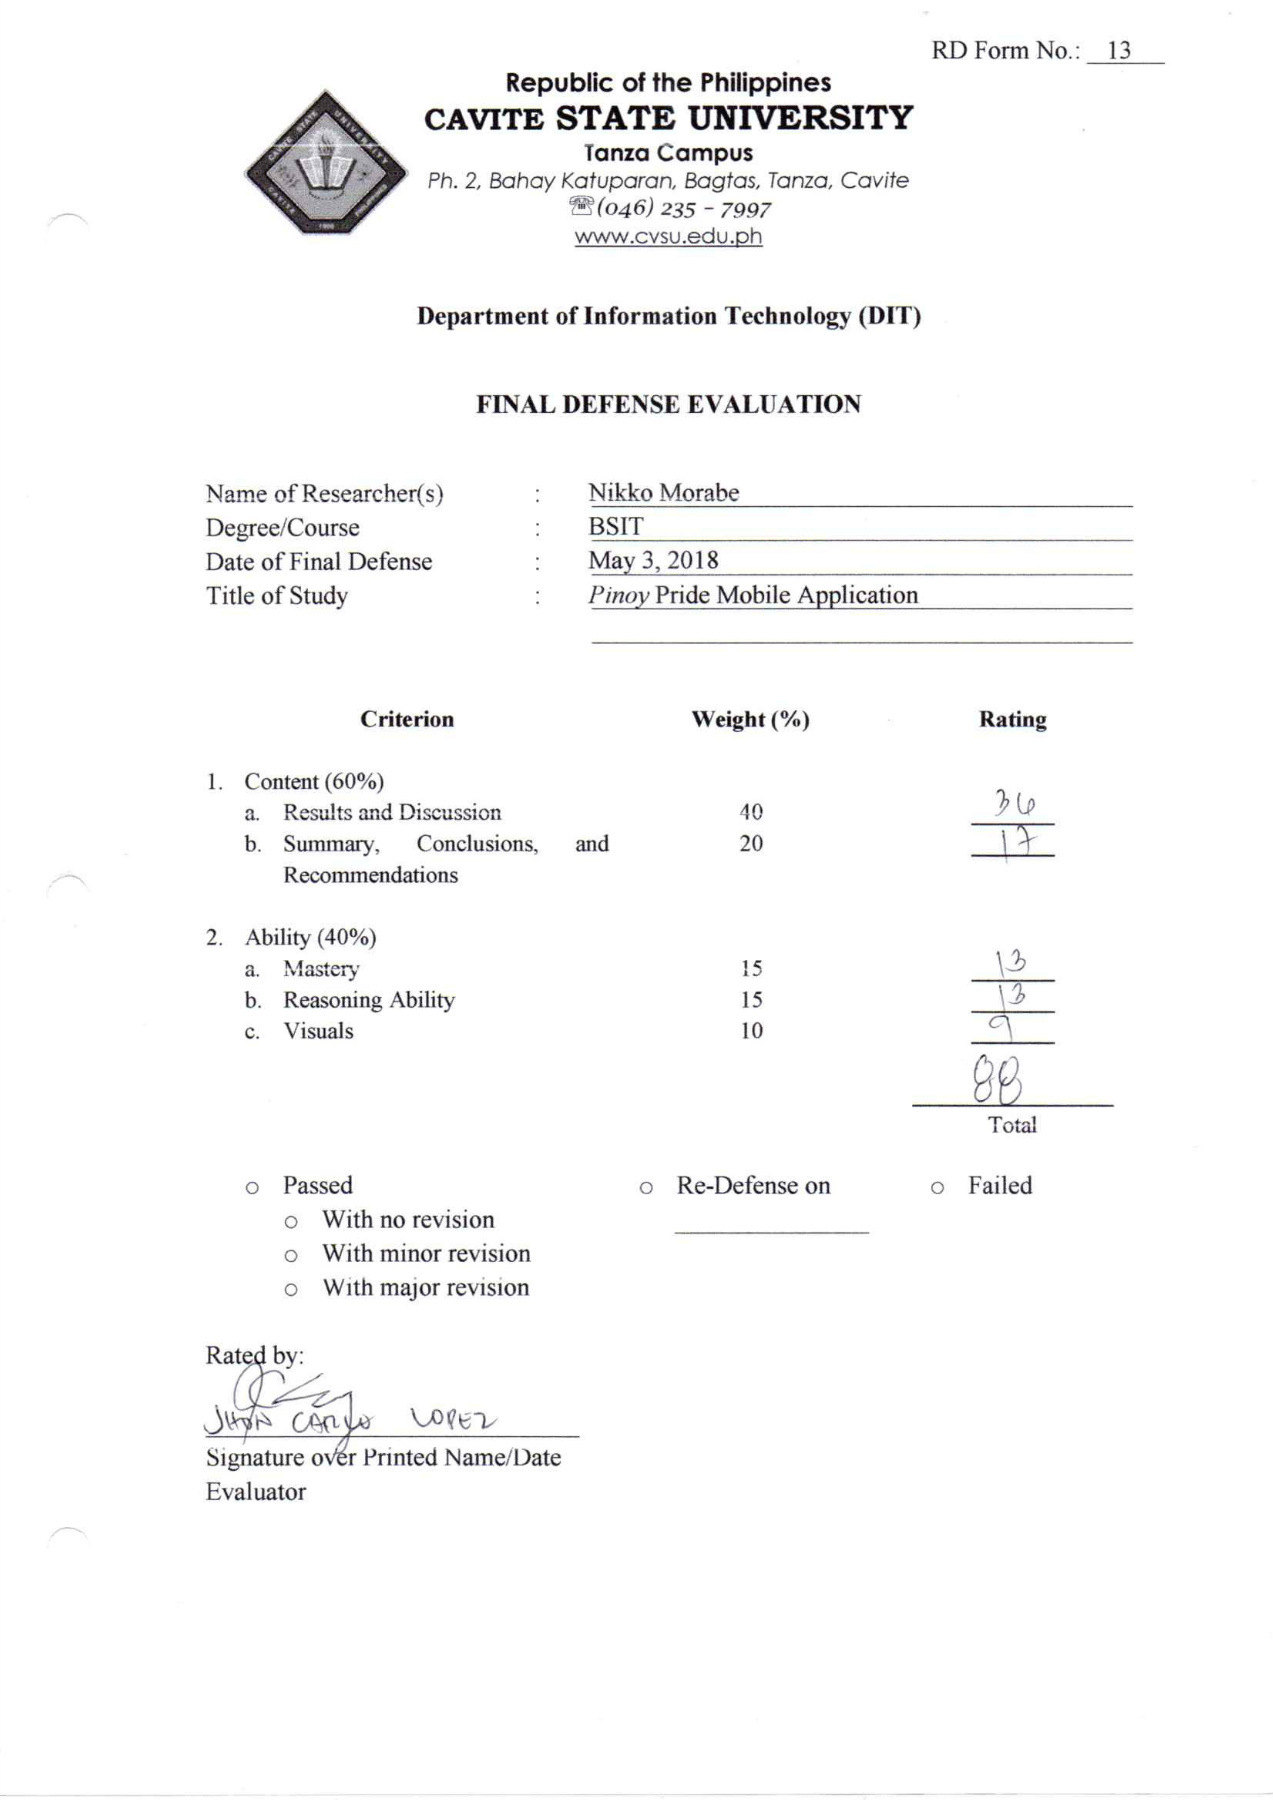 RD Form No.: 13
Republic of the Philippines
CAVITE STATE UNIVERSITY
Tanza Campus
Ph. 2, Bahay Katuparan, Bagtas, Tanza, Cavite
☏(046) 235 – 7997
www.cvsu.edu.ph
CAVITE STATE UNIVERSITY
CAVITE
PHILIPPINES
1906
Department of Information Technology (DIT)
FINAL DEFENSE EVALUATION
Name of Researcher(s) : Nikko Morabe
Degree/Course : BSIT
Date of Final Defense : May 3, 2018
Title of Study : Pinoy Pride Mobile Application
Criterion Weight (%) Rating
1. Content (60%)
a. Results and Discussion 40 36
b. Summary, Conclusions, and 20 17
Recommendations
2. Ability (40%)
a. Mastery 15 13
b. Reasoning Ability 15 13
c. Visuals 10 9
88
Total
○ Passed ○ Re-Defense on ○ Failed
○ With no revision
○ With minor revision
○ With major revision
Rated by:
JHON CARLO LOPEZ
Signature over Printed Name/Date
Evaluator